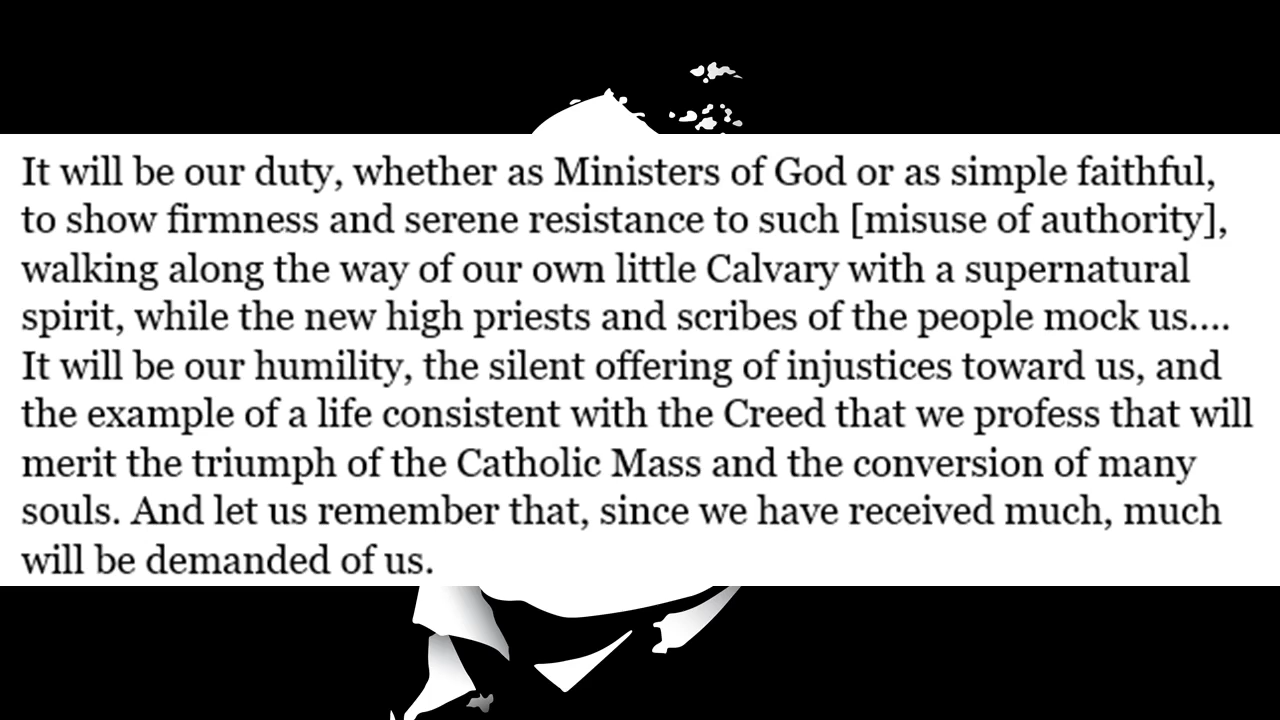 It will be our duty, whether as Ministers of God or as simple faithful,
to show firmness and serene resistance to such [misuse of authority],
walking along the way of our own little Calvary with a supernatural
spirit, while the new high priests and scribes of the people mock us....
It will be our humility, the silent offering of injustices toward us, and
the example of a life consistent with the Creed that we profess that will
merit the triumph of the Catholic Mass and the conversion of many
souls. And let us remember that, since we have received much, much
will be demanded of us.